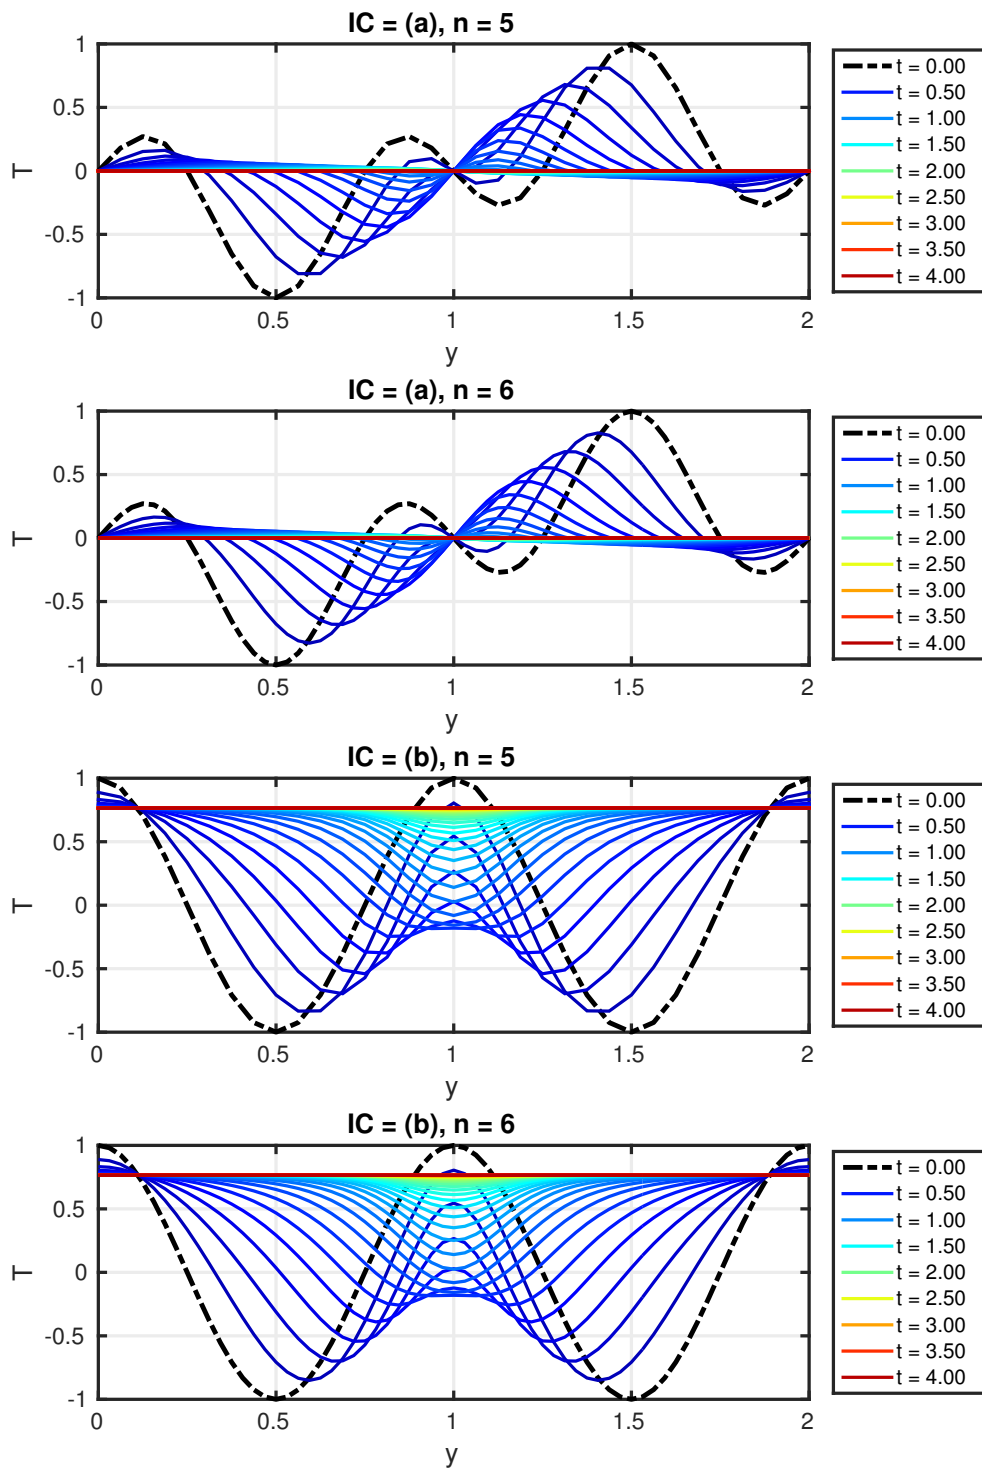 IC = (a), n = 5
1
0.5
0
-0.5
-1
T
0
0.5
1
1.5
2
y
t = 0.00
t = 0.50
t = 1.00
t = 1.50
t = 2.00
t = 2.50
t = 3.00
t = 3.50
t = 4.00
IC = (a), n = 6
1
0.5
0
-0.5
-1
T
0
0.5
1
1.5
2
y
t = 0.00
t = 0.50
t = 1.00
t = 1.50
t = 2.00
t = 2.50
t = 3.00
t = 3.50
t = 4.00
IC = (b), n = 5
1
0.5
0
-0.5
-1
T
0
0.5
1
1.5
2
y
t = 0.00
t = 0.50
t = 1.00
t = 1.50
t = 2.00
t = 2.50
t = 3.00
t = 3.50
t = 4.00
IC = (b), n = 6
1
0.5
0
-0.5
-1
T
0
0.5
1
1.5
2
y
t = 0.00
t = 0.50
t = 1.00
t = 1.50
t = 2.00
t = 2.50
t = 3.00
t = 3.50
t = 4.00